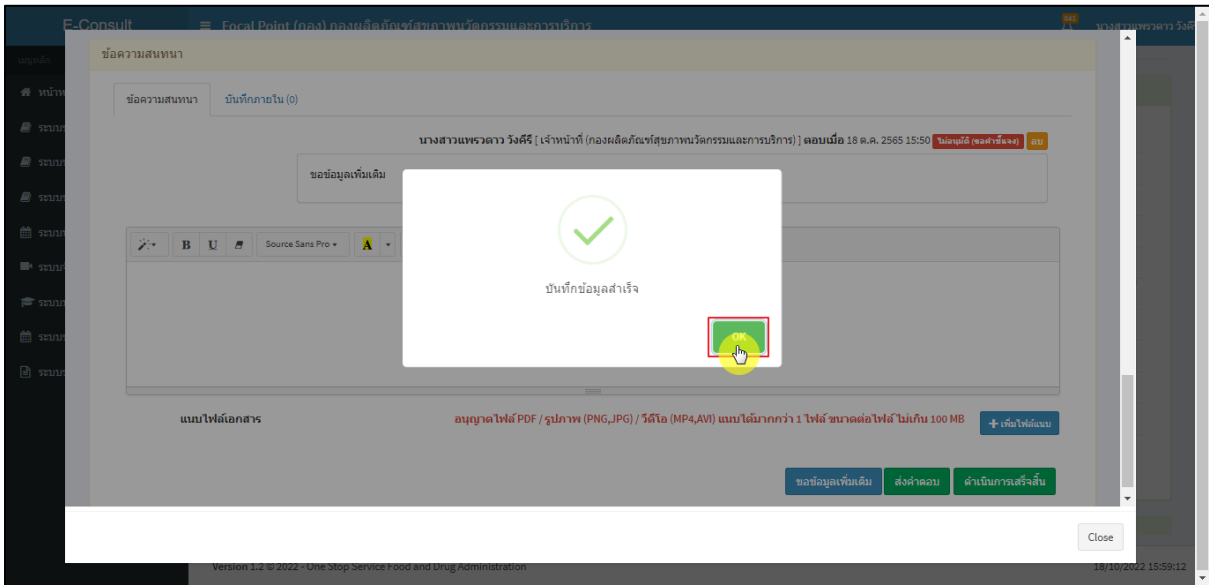 E-Consult
Focal Point (กอง) กองผลิตภัณฑ์สุขภาพนวัตกรรมและการบริการ
941
นางสาวแพรวดาว วังคีรี
เมนูหลัก
ข้อความสนทนา
ข้อความสนทนา บันทึกภายใน (0)
นางสาวแพรวดาว วังคีรี [ เจ้าหน้าที่ (กองผลิตภัณฑ์สุขภาพนวัตกรรมและการบริการ) ] ตอบเมื่อ 18 ต.ค. 2565 15:50 ไม่อนุมัติ (ขอคำชี้แจง) ลบ
ขอข้อมูลเพิ่มเติม
B U Source Sans Pro A
บันทึกข้อมูลสำเร็จ
OK
แนบไฟล์เอกสาร อนุญาตไฟล์ PDF / รูปภาพ (PNG,JPG) / วีดีโอ (MP4,AVI) แนบได้มากกว่า 1 ไฟล์ ขนาดต่อไฟล์ ไม่เกิน 100 MB เพิ่มไฟล์แนบ
ขอข้อมูลเพิ่มเติม ส่งคำตอบ ดำเนินการเสร็จสิ้น
Close
Version 1.2 © 2022 - One Stop Service Food and Drug Administration 18/10/2022 15:59:12